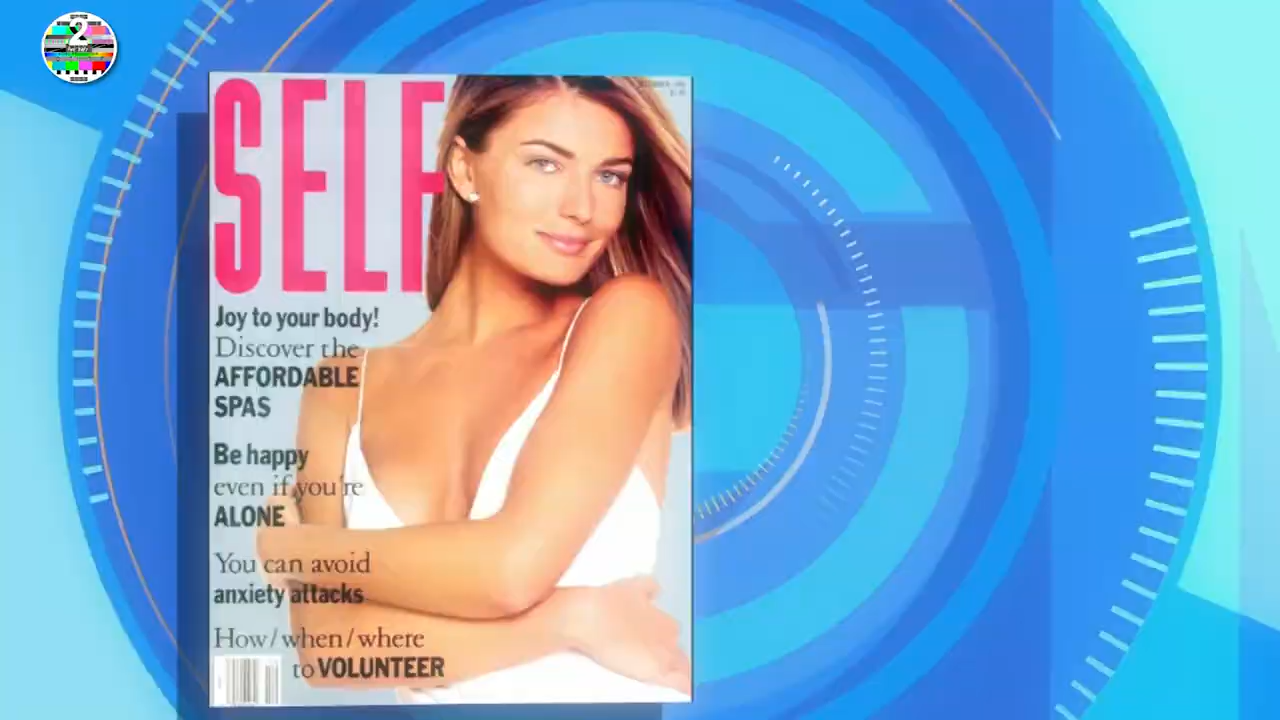 2
SELF
Joy to your body!
Discover the
AFFORDABLE
SPAS
Be happy
even if you're
ALONE
You can avoid
anxiety attacks
How/when/where
to VOLUNTEER